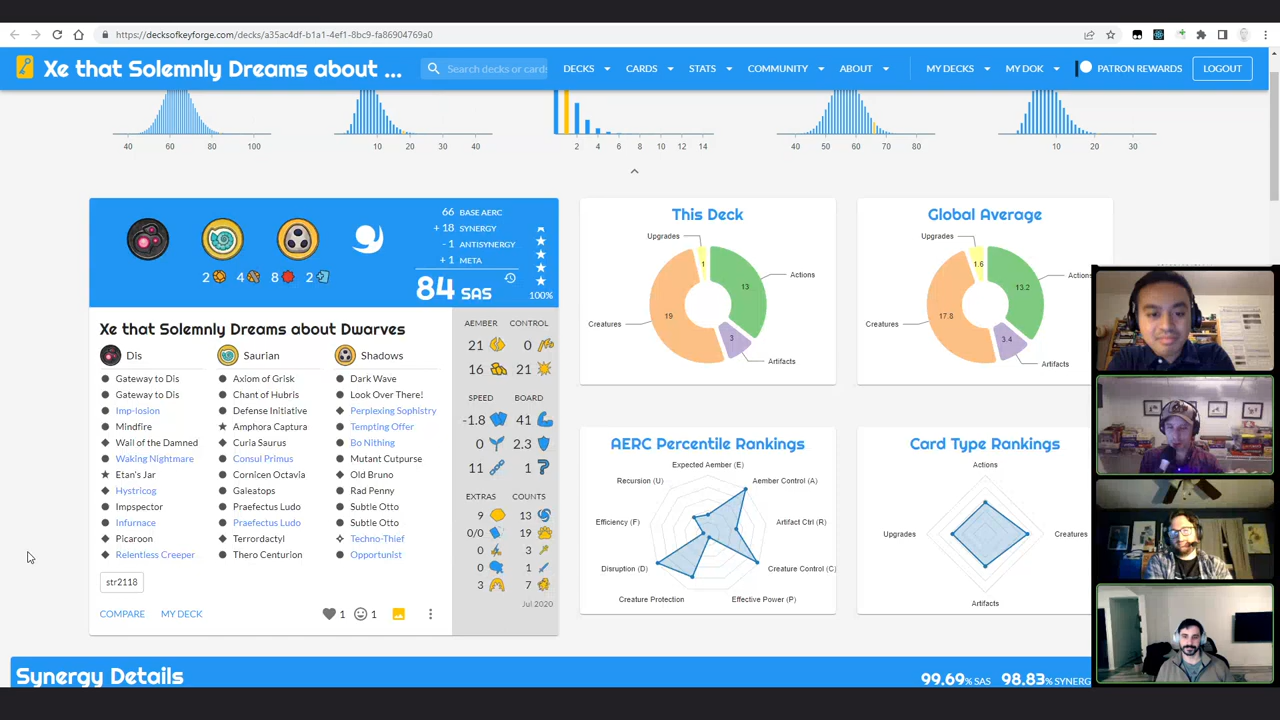 https://decksofkeyforge.com/decks/a35ac4df-b1a1-4ef1-8bc9-fa86904769a0
Xe that Solemnly Dreams about ...
Search decks or cards
DECKS
CARDS
STATS
COMMUNITY
ABOUT
MY DECKS
MY DOK
PATRON REWARDS
LOGOUT
40 60 80 100
10 20 30 40
2 4 6 8 10 12 14
40 50 60 70 80
10 20 30
66 BASE AERC
+ 18 SYNERGY
- 1 ANTISYNERGY
+ 1 META
84 SAS
100%
2 4 8 2
Xe that Solemnly Dreams about Dwarves
Dis
Gateway to Dis
Gateway to Dis
Imp-losion
Mindfire
Wall of the Damned
Waking Nightmare
Etan's Jar
Hystricog
Impspector
Infurnace
Picaroon
Relentless Creeper
Saurian
Axiom of Grisk
Chant of Hubris
Defense Initiative
Amphora Captura
Curia Saurus
Consul Primus
Cornicen Octavia
Galeatops
Praefectus Ludo
Praefectus Ludo
Terrordactyl
Thero Centurion
Shadows
Dark Wave
Look Over There!
Perplexing Sophistry
Tempting Offer
Bo Nithing
Mutant Cutpurse
Old Bruno
Rad Penny
Subtle Otto
Subtle Otto
Techno-Thief
Opportunist
str2118
COMPARE
MY DECK
1
1
AEMBER CONTROL
21 0
16 21
SPEED BOARD
-1.8 41
0 2.3
11 1
EXTRAS COUNTS
9 13
0/0 19
0 3
0 1
3 7
Jul 2020
This Deck
Upgrades
1
Actions
13
Creatures
19
3
Artifacts
Global Average
Upgrades
1.6
Actions
13.2
Creatures
17.8
3.4
Artifacts
AERC Percentile Rankings
Expected Aember (E)
Recursion (U)
Aember Control (A)
Efficiency (F)
Artifact Ctrl (R)
Disruption (D)
Creature Control (C)
Creature Protection
Effective Power (P)
Card Type Rankings
Actions
Upgrades
Creatures
Artifacts
Synergy Details
99.69% SAS
98.83% SYNERG